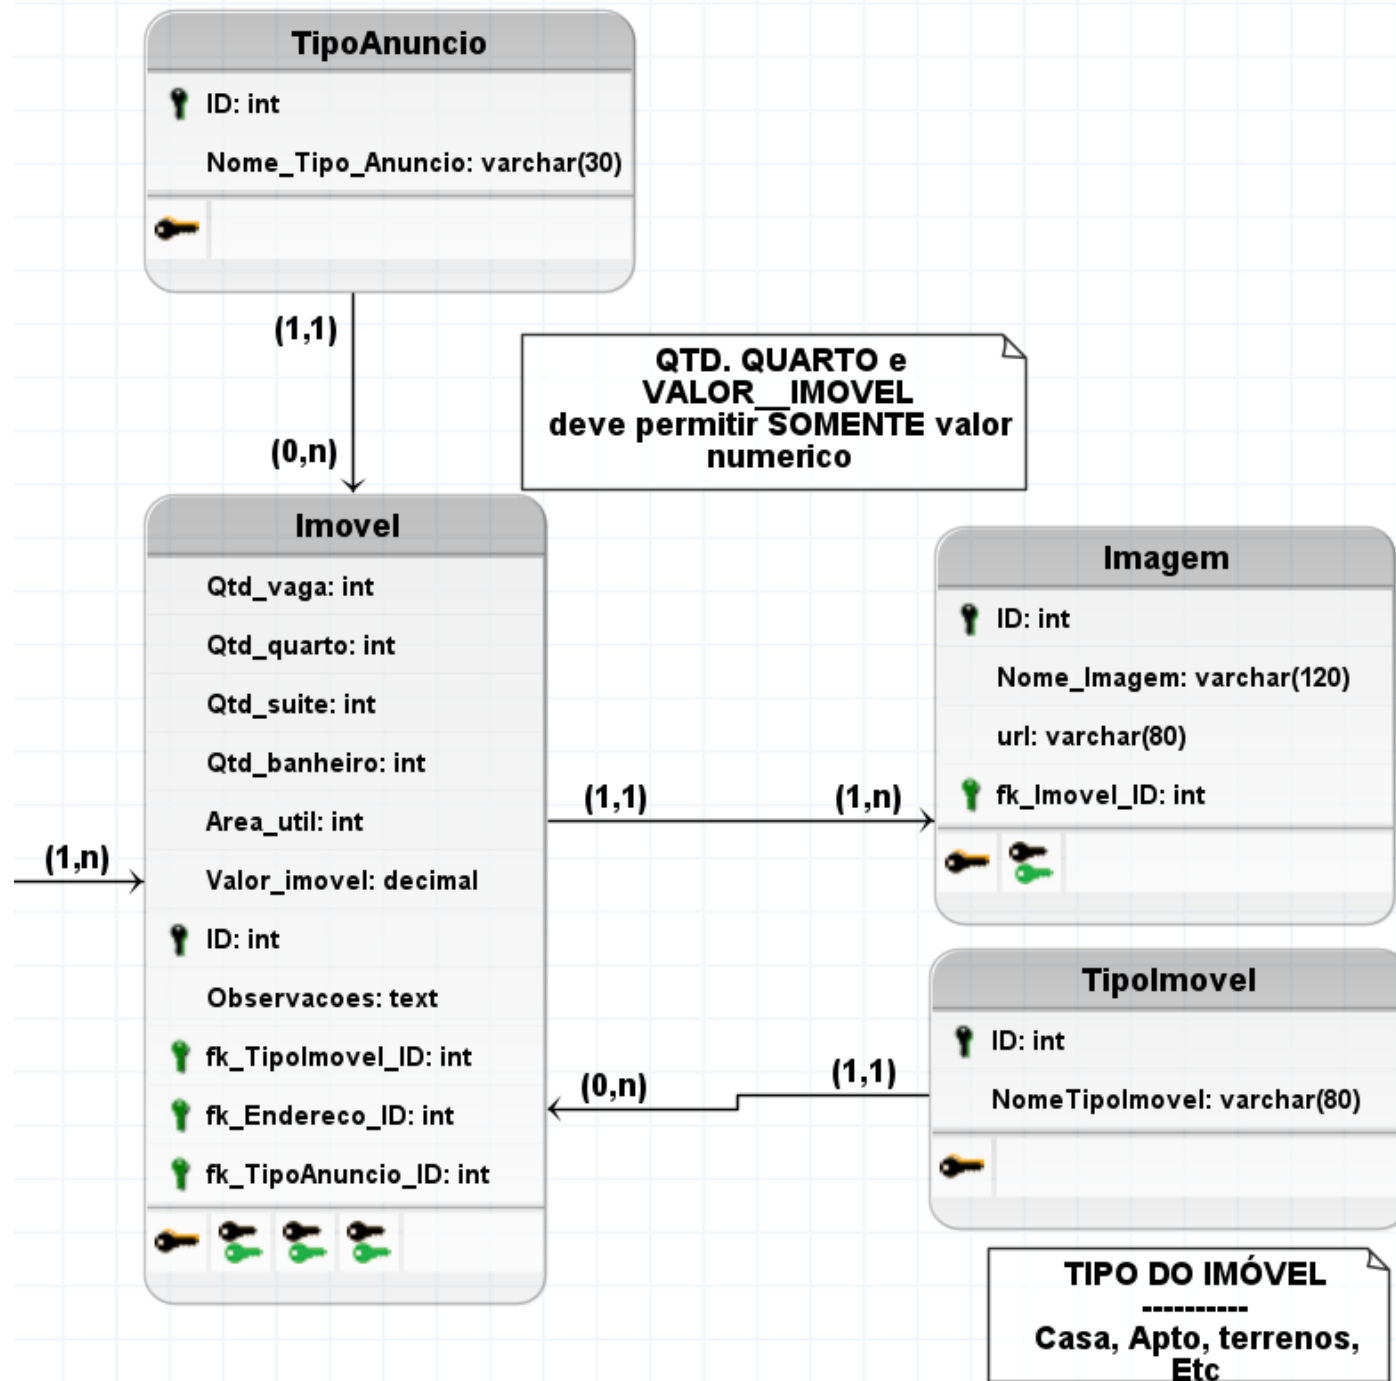 TipoAnuncio
ID: int
Nome_Tipo_Anuncio: varchar(30)
(1,1)
(0,n)
QTD. QUARTO e
VALOR__IMOVEL
deve permitir SOMENTE valor
numerico
Imovel
Qtd_vaga: int
Qtd_quarto: int
Qtd_suite: int
Qtd_banheiro: int
Area_util: int
Valor_imovel: decimal
ID: int
Observacoes: text
fk_TipoImovel_ID: int
fk_Endereco_ID: int
fk_TipoAnuncio_ID: int
(1,n)
(1,1)
(1,n)
Imagem
ID: int
Nome_Imagem: varchar(120)
url: varchar(80)
fk_Imovel_ID: int
(0,n)
(1,1)
TipoImovel
ID: int
NomeTipoImovel: varchar(80)
TIPO DO IMÓVEL
----------
Casa, Apto, terrenos,
Etc